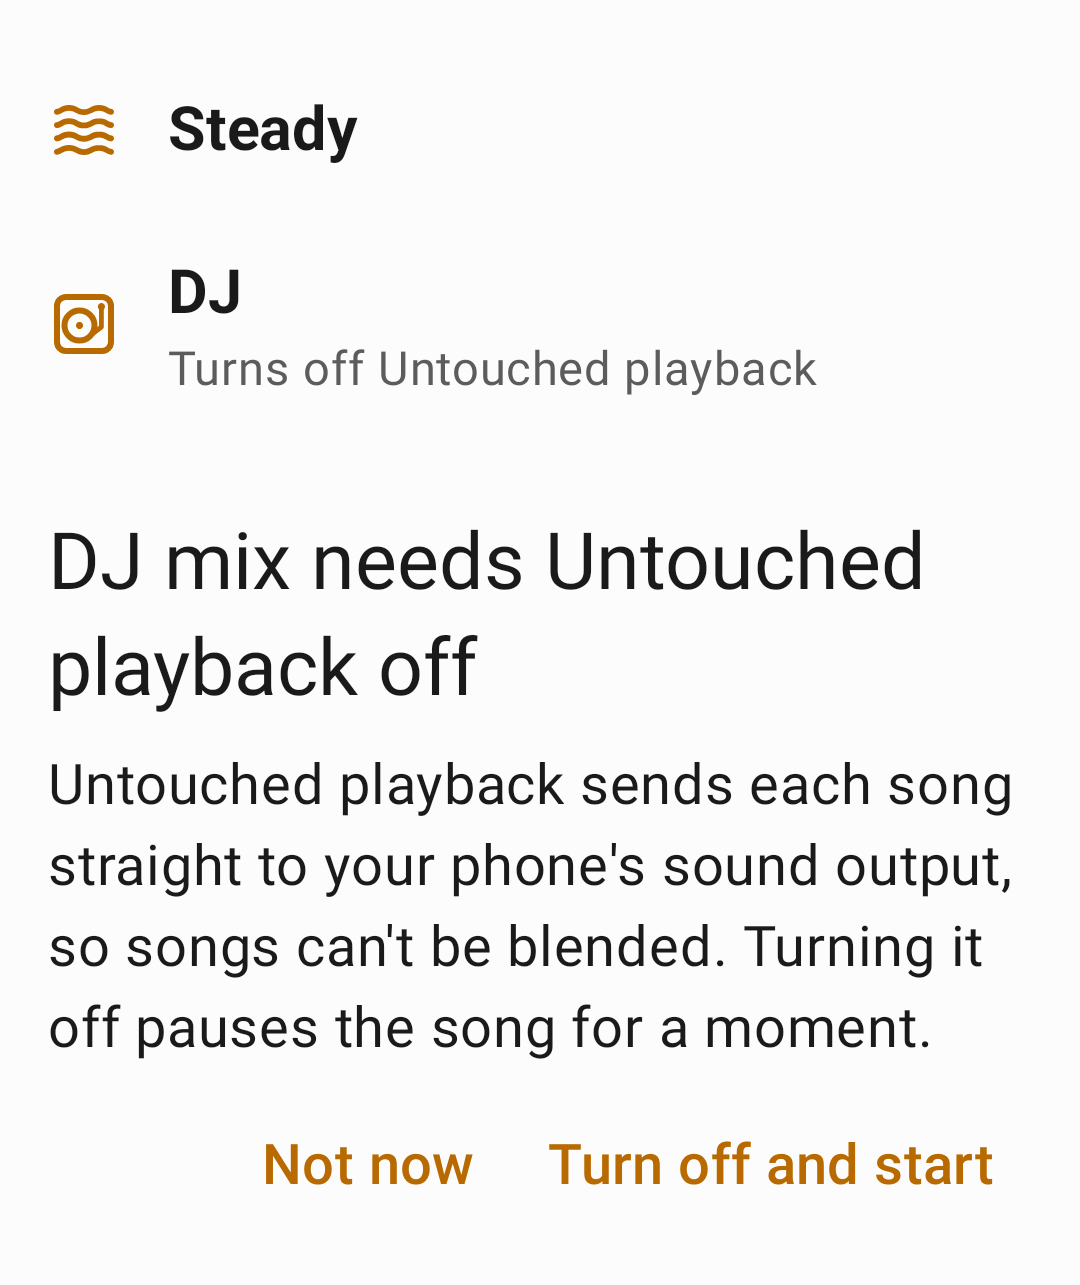 Steady
DJ
Turns off Untouched playback
DJ mix needs Untouched
playback off
Untouched playback sends each song
straight to your phone's sound output,
so songs can't be blended. Turning it
off pauses the song for a moment.
Not now
Turn off and start